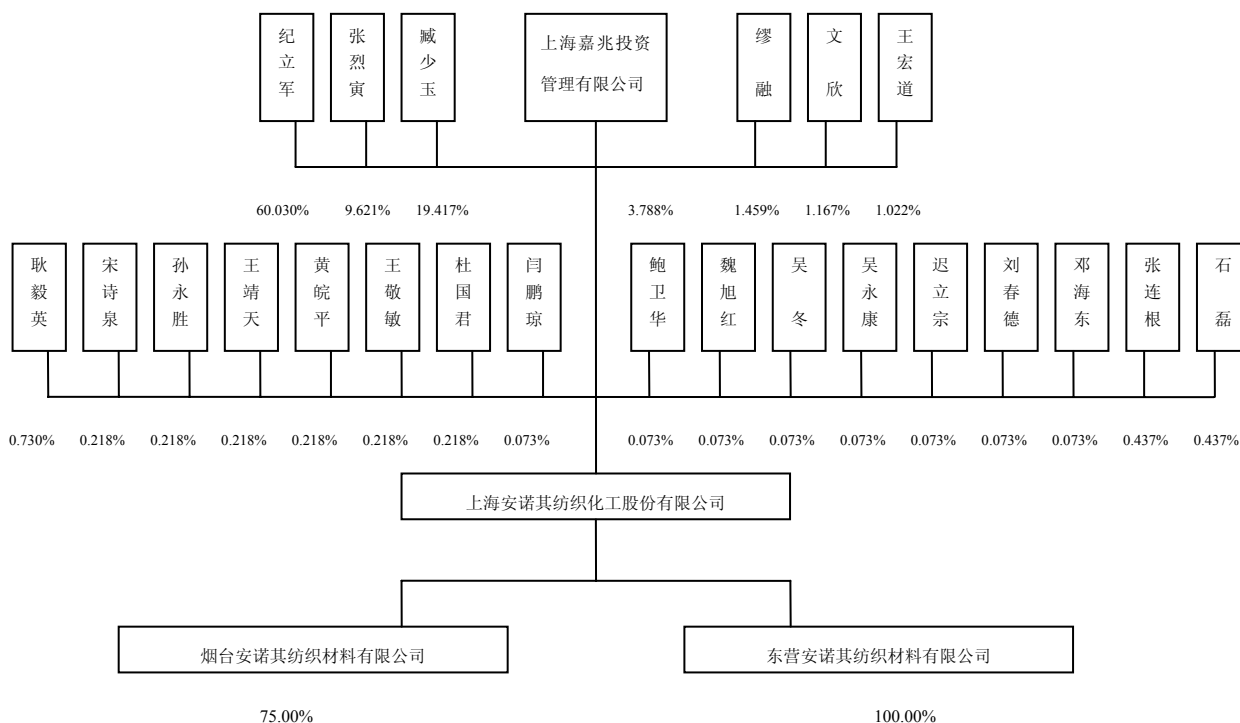 纪立军
张烈寅
臧少玉
上海嘉兆投资
管理有限公司
缪融
文欣
王宏道
60.030% 9.621% 19.417% 3.788% 1.459% 1.167% 1.022%
耿毅英
宋诗泉
孙永胜
王靖天
黄皖平
王敬敏
杜国君
闫鹏琼
鲍卫华
魏旭红
吴冬
吴永康
迟立宗
刘春德
邓海东
张连根
石磊
0.730% 0.218% 0.218% 0.218% 0.218% 0.218% 0.218% 0.073% 0.073% 0.073% 0.073% 0.073% 0.073% 0.073% 0.073% 0.437% 0.437%
上海安诺其纺织化工股份有限公司
烟台安诺其纺织材料有限公司
东营安诺其纺织材料有限公司
75.00% 100.00%